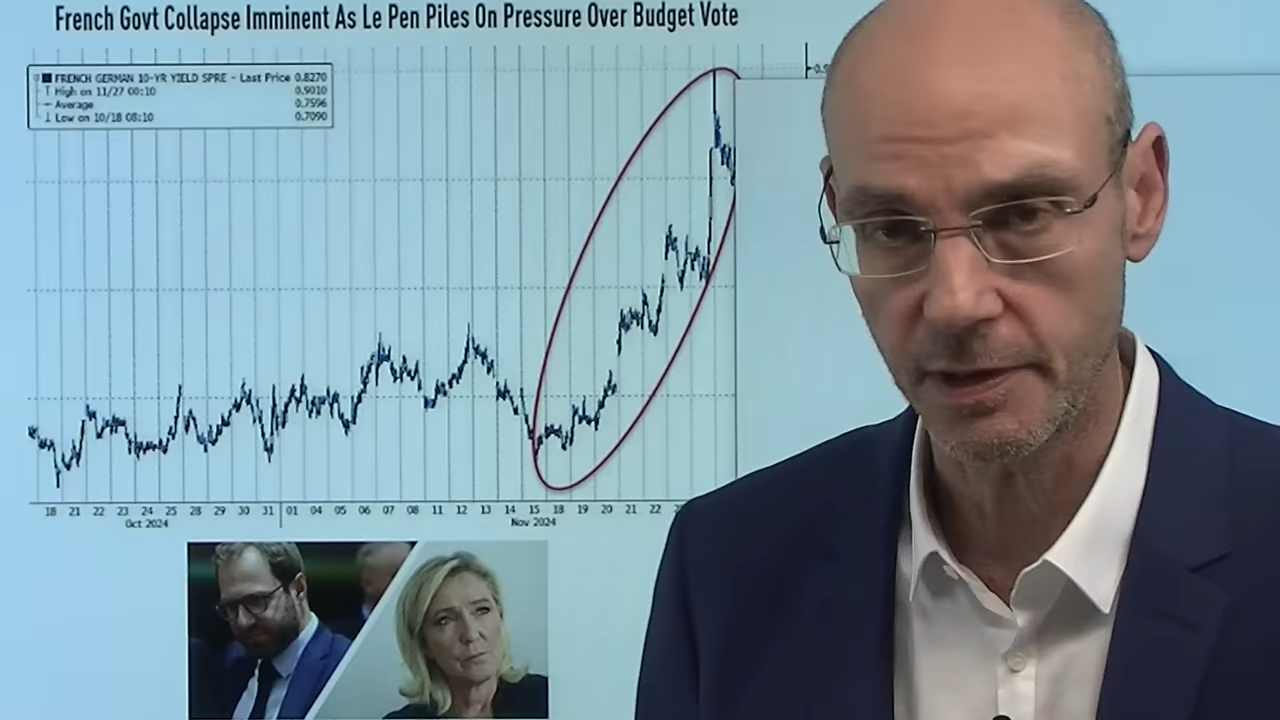 French Govt Collapse Imminent As Le Pen Piles On Pressure Over Budget Vote
FRENCH GERMAN 10-YR YIELD SPRE - Last Price 0.8270
High on 11/27 00:10 0.9010
Average 0.7596
Low on 10/18 08:10 0.7090
18 21 22 23 24 25 28 29 30 31 01 04 05 06 07 08 11 12 13 14 15 18 19 20 21 22
Oct 2024 Nov 2024